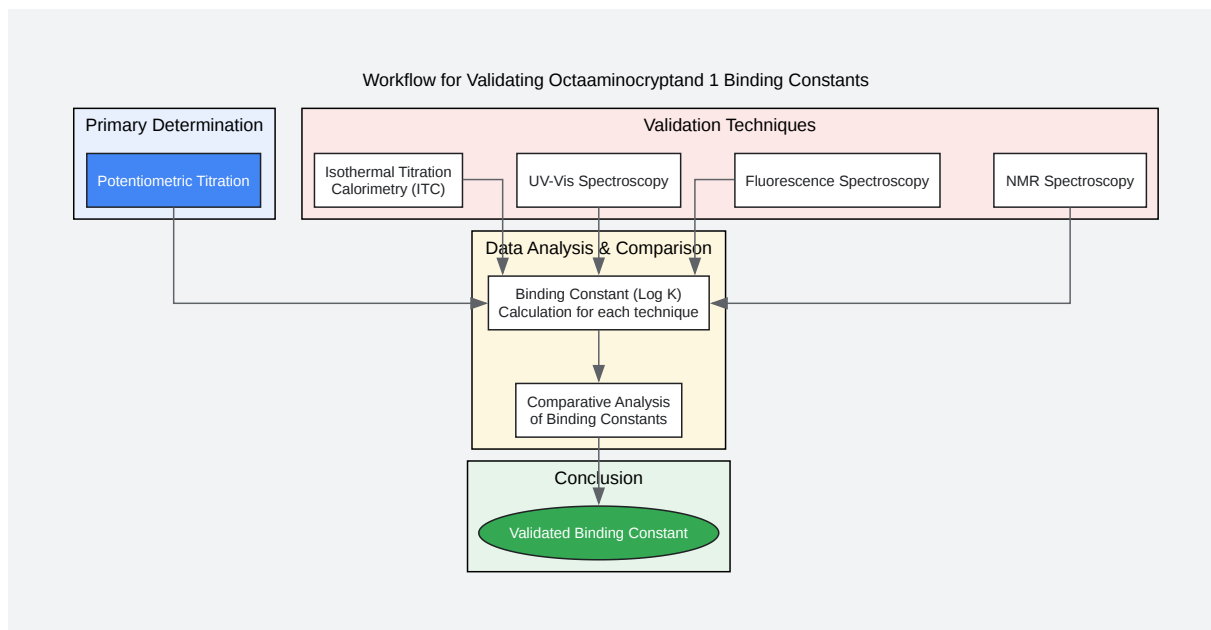 Workflow for Validating Octaaminocryptand 1 Binding Constants
Primary Determination
Validation Techniques
Potentiometric Titration
Isothermal Titration
Calorimetry (ITC)
UV-Vis Spectroscopy
Fluorescence Spectroscopy
NMR Spectroscopy
Data Analysis & Comparison
Binding Constant (Log K)
Calculation for each technique
Comparative Analysis
of Binding Constants
Conclusion
Validated Binding Constant